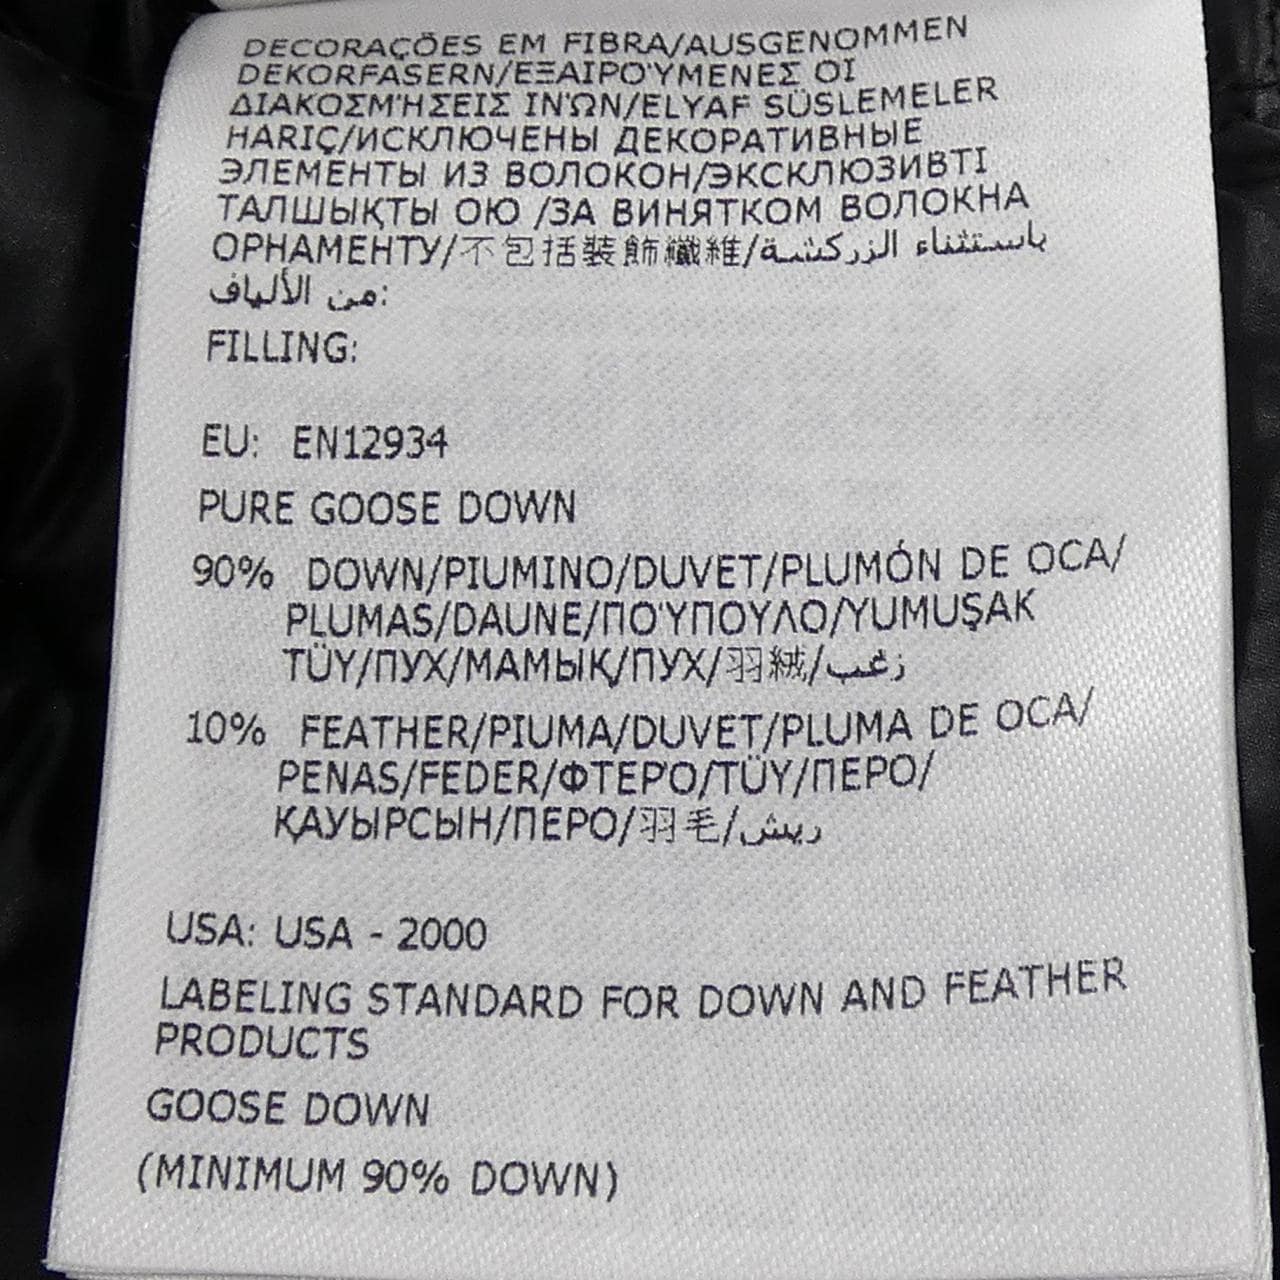 DECORAÇÕES EM FIBRA/AUSGENOMMEN
DEKORFASERN/ΕΞΑΙΡΟΎΜΕΝΕΣ ΟΙ
ΔΙΑΚΟΣΜΉΣΕΙΣ ΙΝΏΝ/ELYAF SÜSLEMELER
HARİÇ/ИСКЛЮЧЕНЫ ДЕКОРАТИВНЫЕ
ЭЛЕМЕНТЫ ИЗ ВОЛОКОН/ЭКСКЛЮЗИВТІ
ТАЛШЫҚТЫ ОЮ /ЗА ВИНЯТКОМ ВОЛОКНА
ОРНАМЕНТУ/不包括裝飾纖維/باستثناء الزركشة
من الألياف:
FILLING:
EU: EN12934
PURE GOOSE DOWN
90% DOWN/PIUMINO/DUVET/PLUMÓN DE OCA/
PLUMAS/DAUNE/ΠΟΎΠΟΥΛΟ/YUMUŞAK
TÜY/ПУХ/МАМЫҚ/ПУХ/羽絨/زغب
10% FEATHER/PIUMA/DUVET/PLUMA DE OCA/
PENAS/FEDER/ΦΤΕΡΌ/TÜY/ПЕРО/
ҚАУЫРСЫН/ПЕРО/羽毛/ريش
USA: USA - 2000
LABELING STANDARD FOR DOWN AND FEATHER
PRODUCTS
GOOSE DOWN
(MINIMUM 90% DOWN)